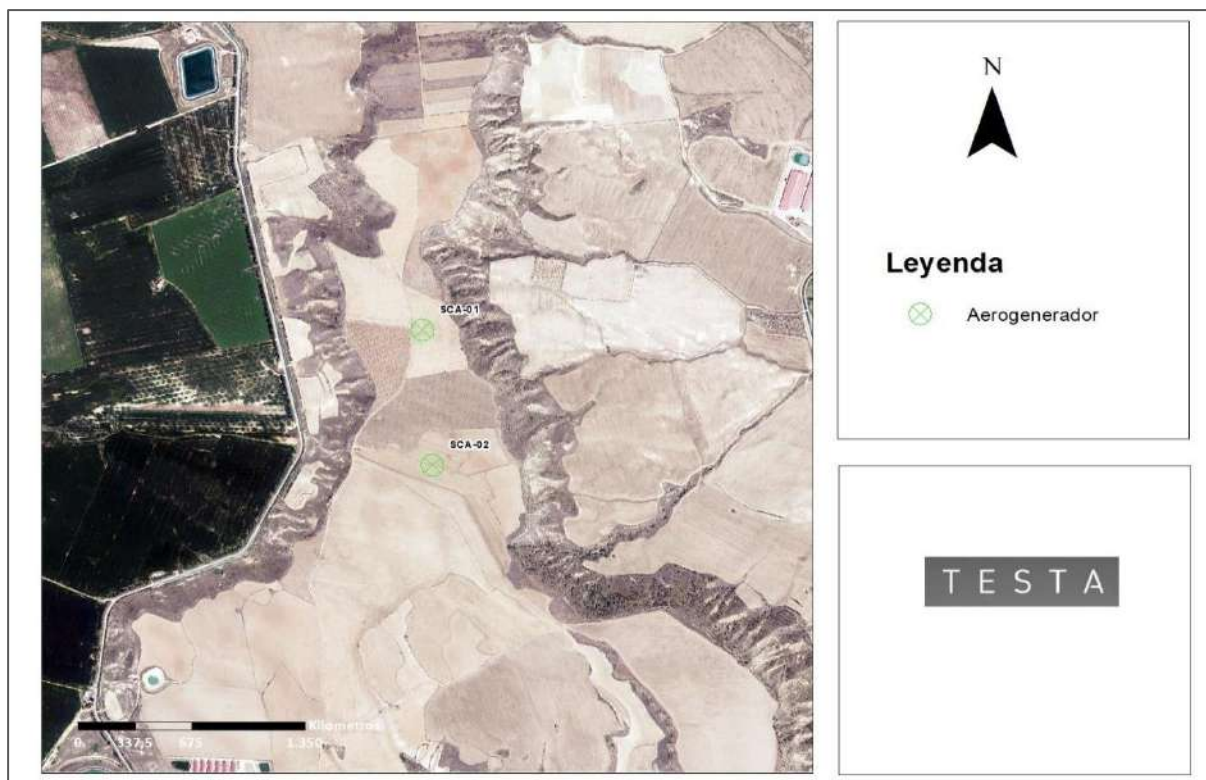 SCA-01
SCA-02
Kilometros
0 337,5 675 1.350
N
Leyenda
Aerogenerador
TESTA